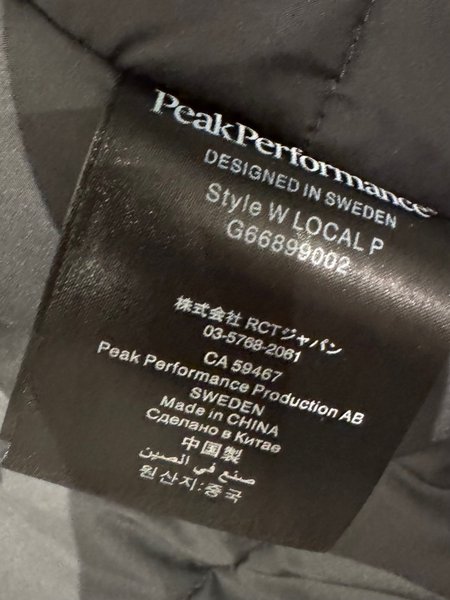 PeakPerformance®
DESIGNED IN SWEDEN
Style W LOCAL P
G66899002
株式会社 RCTジャパン
03-5768-2061
CA 59467
Peak Performance Production AB
SWEDEN
Made in CHINA
Сделано в Китае
中国製
صنع في الصين
원산지:중국